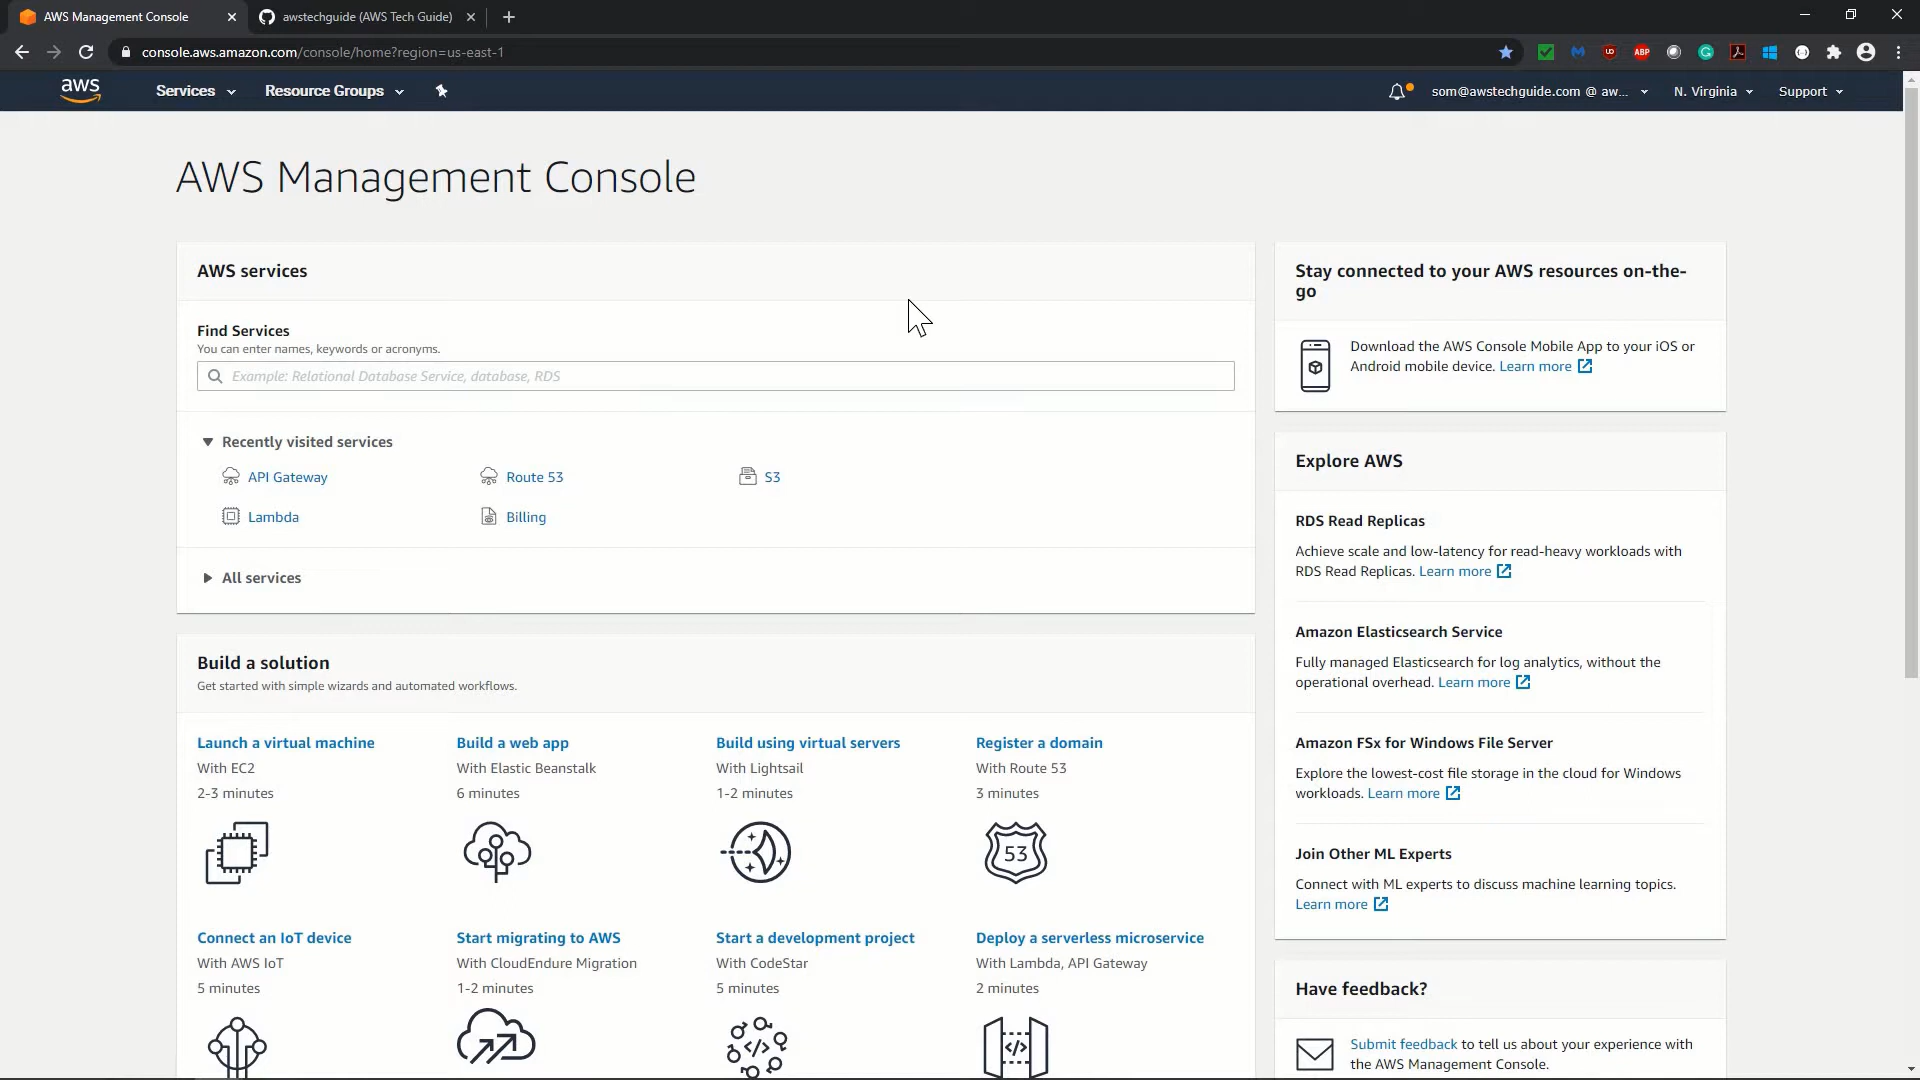 AWS Management Console
awstechguide (AWS Tech Guide)
console.aws.amazon.com/console/home?region=us-east-1
ABP
aws
Services
Resource Groups
som@awstechguide.com @ aw...
N. Virginia
Support
AWS Management Console
AWS services
Find Services
You can enter names, keywords or acronyms.
Example: Relational Database Service, database, RDS
Recently visited services
API Gateway
Route 53
S3
Lambda
Billing
All services
Build a solution
Get started with simple wizards and automated workflows.
Launch a virtual machine
With EC2
2-3 minutes
Build a web app
With Elastic Beanstalk
6 minutes
Build using virtual servers
With Lightsail
1-2 minutes
Register a domain
With Route 53
3 minutes
53
Connect an IoT device
With AWS IoT
5 minutes
Start migrating to AWS
With CloudEndure Migration
1-2 minutes
Start a development project
With CodeStar
5 minutes
Deploy a serverless microservice
With Lambda, API Gateway
2 minutes
Stay connected to your AWS resources on-the-
go
Download the AWS Console Mobile App to your iOS or
Android mobile device. Learn more
Explore AWS
RDS Read Replicas
Achieve scale and low-latency for read-heavy workloads with
RDS Read Replicas. Learn more
Amazon Elasticsearch Service
Fully managed Elasticsearch for log analytics, without the
operational overhead. Learn more
Amazon FSx for Windows File Server
Explore the lowest-cost file storage in the cloud for Windows
workloads. Learn more
Join Other ML Experts
Connect with ML experts to discuss machine learning topics.
Learn more
Have feedback?
Submit feedback to tell us about your experience with
the AWS Management Console.